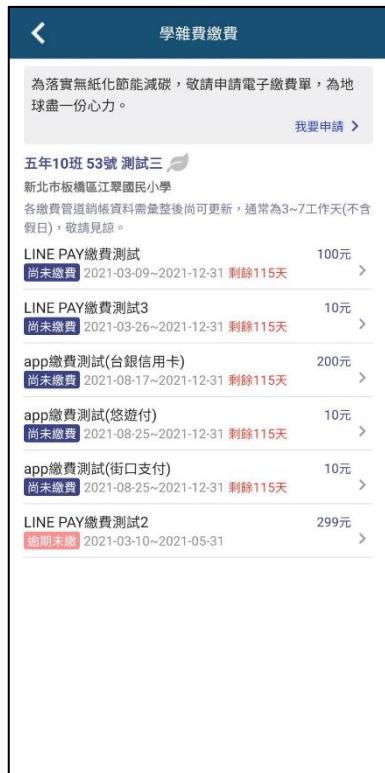 學雜費繳費
為落實無紙化節能減碳，敬請申請電子繳費單，為地
球盡一份心力。
我要申請
五年10班 53號 測試三
新北市板橋區江翠國民小學
各繳費管道銷帳資料需彙整後尚可更新，通常為3~7工作天(不含
假日)，敬請見諒。
LINE PAY繳費測試 100元
尚未繳費 2021-03-09~2021-12-31 剩餘115天
LINE PAY繳費測試3 10元
尚未繳費 2021-03-26~2021-12-31 剩餘115天
app繳費測試(台銀信用卡) 200元
尚未繳費 2021-08-17~2021-12-31 剩餘115天
app繳費測試(悠遊付) 10元
尚未繳費 2021-08-25~2021-12-31 剩餘115天
app繳費測試(街口支付) 10元
尚未繳費 2021-08-25~2021-12-31 剩餘115天
LINE PAY繳費測試2 299元
逾期未繳 2021-03-10~2021-05-31